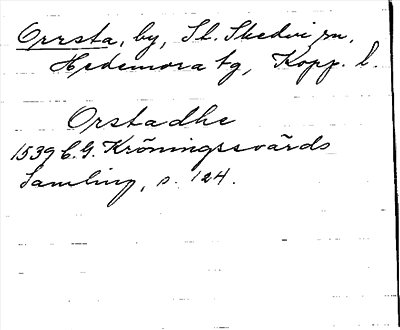 Orrsta, by, St. Skedvi sn,
Hedemora tg, Kopp. l.
Orstadhe
1539 C. G. Kröningssvärds
Samling, s. 124.